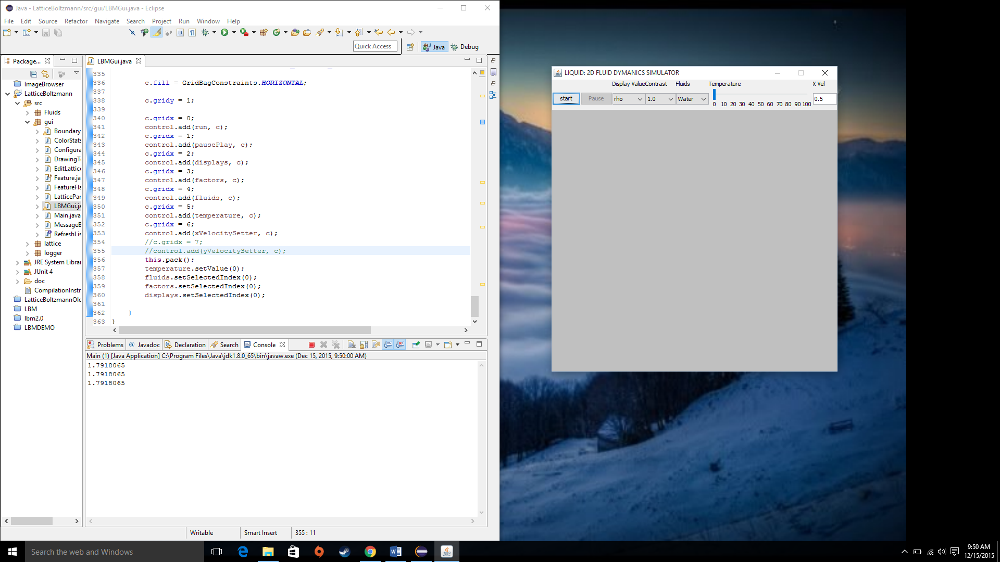 Java - LatticeBoltzmann/src/gui/LBMGui.java - Eclipse
File Edit Source Refactor Navigate Search Project Run Window Help
Quick Access
Java
Debug
Package...
ImageBrowser
LatticeBoltzmann
src
Fluids
gui
Boundary
ColorStats
Configura
DrawingTo
EditLattice
Feature.ja
FeatureFla
LatticePar
LBMGui.ja
Main.java
MessageB
RefreshLis
lattice
logger
JRE System Librar
JUnit 4
doc
CompilationInstr
LatticeBoltzmannOld
LBM
lbm2.0
LBMDEMO
LBMGui.java
335
336 c.fill = GridBagConstraints.HORIZONTAL;
337
338 c.gridy = 1;
339
340 c.gridx = 0;
341 control.add(run, c);
342 c.gridx = 1;
343 control.add(pausePlay, c);
344 c.gridx = 2;
345 control.add(displays, c);
346 c.gridx = 3;
347 control.add(factors, c);
348 c.gridx = 4;
349 control.add(fluids, c);
350 c.gridx = 5;
351 control.add(temperature, c);
352 c.gridx = 6;
353 control.add(xVelocitySetter, c);
354 //c.gridx = 7;
355 //control.add(yVelocitySetter, c);
356 this.pack();
357 temperature.setValue(0);
358 fluids.setSelectedIndex(0);
359 factors.setSelectedIndex(0);
360 displays.setSelectedIndex(0);
361
362 }
363 }
Problems @ Javadoc Declaration Search Console
Main (1) [Java Application] C:\Program Files\Java\jdk1.8.0_65\bin\javaw.exe (Dec 15, 2015, 9:50:00 AM)
1.7918065
1.7918065
1.7918065
Writable Smart Insert 355 : 11
LIQUID: 2D FLUID DYMANICS SIMULATOR
Display Value Contrast Fluids Temperature X Vel
start Pause rho 1.0 Water 0.5
0 10 20 30 40 50 60 70 80 90 100
Search the web and Windows
9:50 AM
12/15/2015